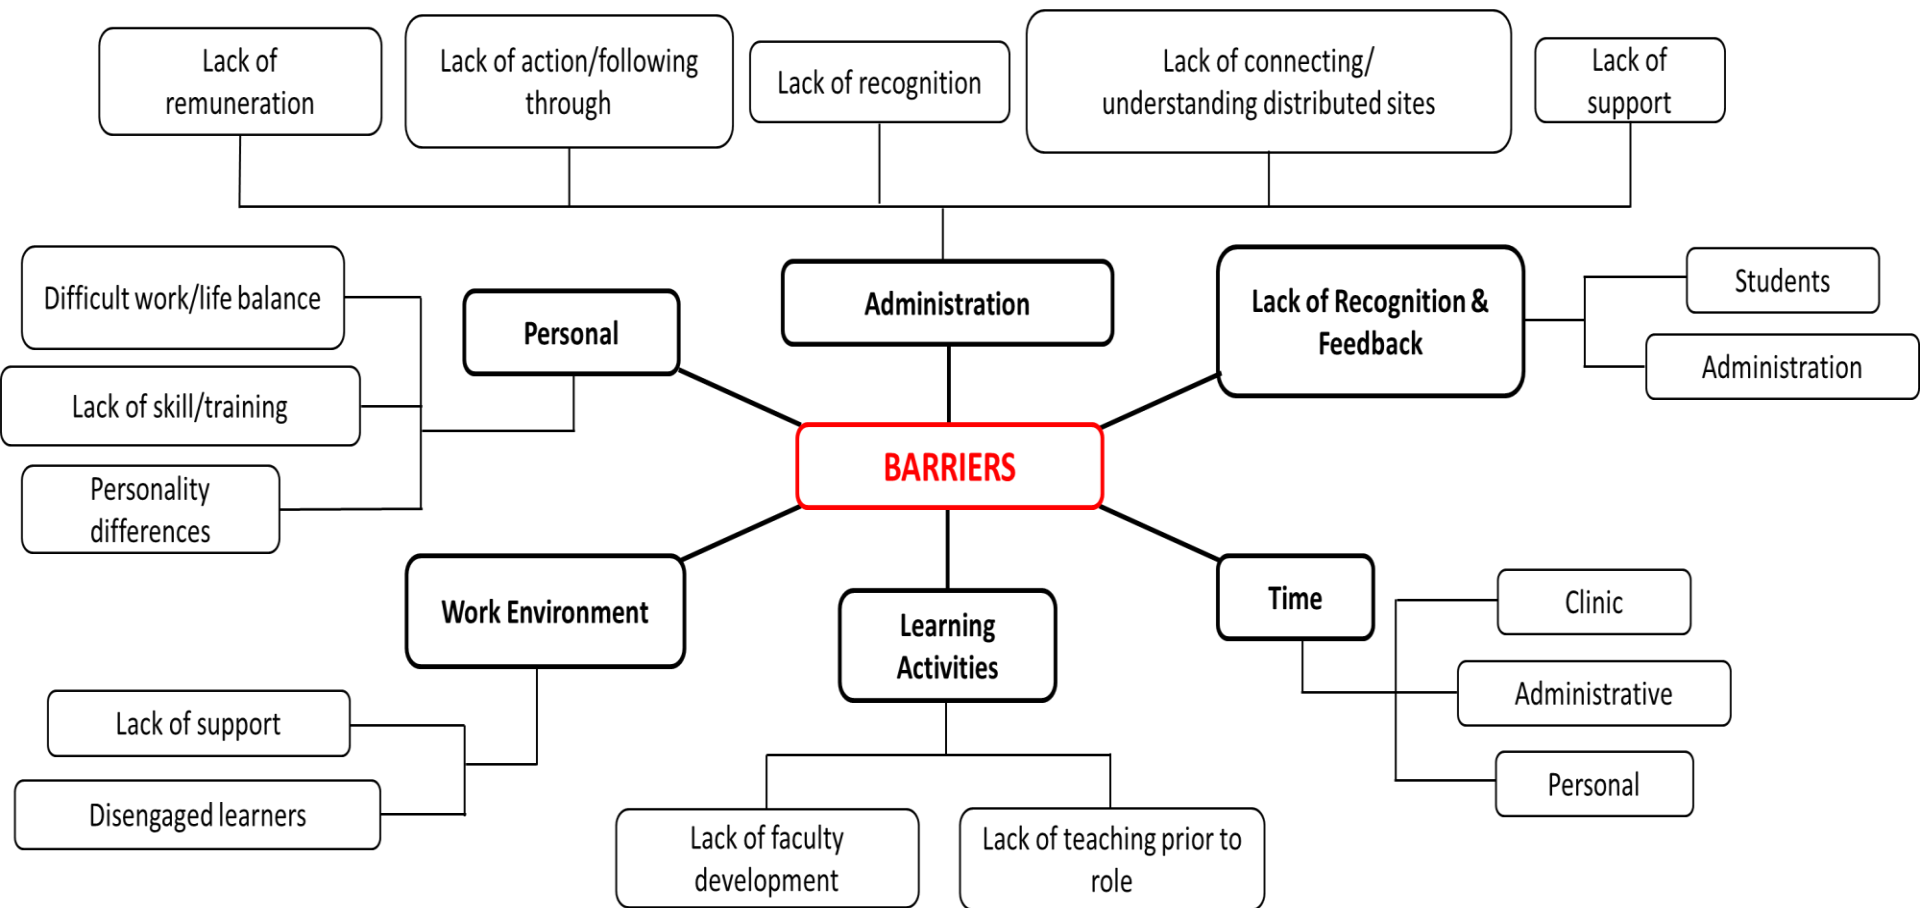 Lack of
remuneration
Lack of action/following
through
Lack of recognition
Lack of connecting/
understanding distributed sites
Lack of
support
Difficult work/life balance
Lack of skill/training
Personality
differences
Personal
Administration
Lack of Recognition &
Feedback
Students
Administration
BARRIERS
Work Environment
Lack of support
Disengaged learners
Learning
Activities
Lack of faculty
development
Lack of teaching prior to
role
Time
Clinic
Administrative
Personal